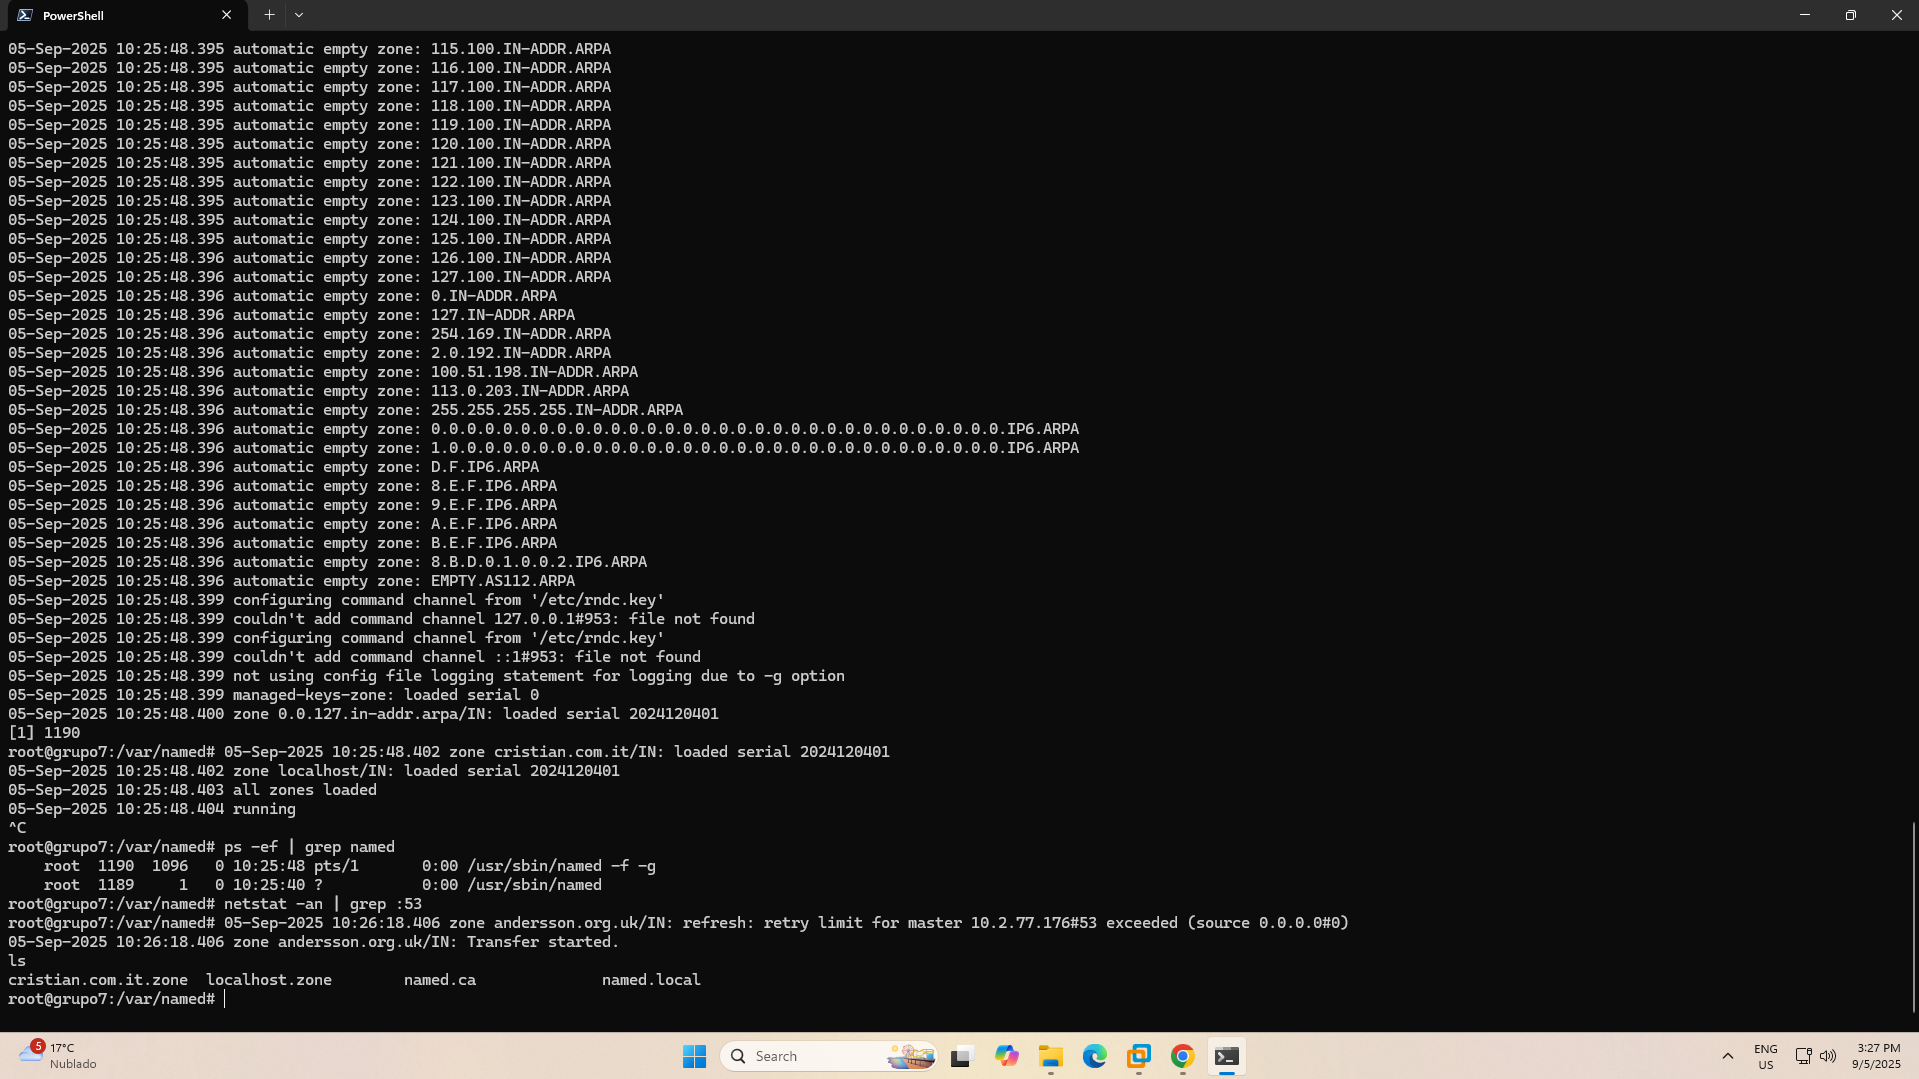 PowerShell
05-Sep-2025 10:25:48.395 automatic empty zone: 115.100.IN-ADDR.ARPA
05-Sep-2025 10:25:48.395 automatic empty zone: 116.100.IN-ADDR.ARPA
05-Sep-2025 10:25:48.395 automatic empty zone: 117.100.IN-ADDR.ARPA
05-Sep-2025 10:25:48.395 automatic empty zone: 118.100.IN-ADDR.ARPA
05-Sep-2025 10:25:48.395 automatic empty zone: 119.100.IN-ADDR.ARPA
05-Sep-2025 10:25:48.395 automatic empty zone: 120.100.IN-ADDR.ARPA
05-Sep-2025 10:25:48.395 automatic empty zone: 121.100.IN-ADDR.ARPA
05-Sep-2025 10:25:48.395 automatic empty zone: 122.100.IN-ADDR.ARPA
05-Sep-2025 10:25:48.395 automatic empty zone: 123.100.IN-ADDR.ARPA
05-Sep-2025 10:25:48.395 automatic empty zone: 124.100.IN-ADDR.ARPA
05-Sep-2025 10:25:48.395 automatic empty zone: 125.100.IN-ADDR.ARPA
05-Sep-2025 10:25:48.396 automatic empty zone: 126.100.IN-ADDR.ARPA
05-Sep-2025 10:25:48.396 automatic empty zone: 127.100.IN-ADDR.ARPA
05-Sep-2025 10:25:48.396 automatic empty zone: 0.IN-ADDR.ARPA
05-Sep-2025 10:25:48.396 automatic empty zone: 127.IN-ADDR.ARPA
05-Sep-2025 10:25:48.396 automatic empty zone: 254.169.IN-ADDR.ARPA
05-Sep-2025 10:25:48.396 automatic empty zone: 2.0.192.IN-ADDR.ARPA
05-Sep-2025 10:25:48.396 automatic empty zone: 100.51.198.IN-ADDR.ARPA
05-Sep-2025 10:25:48.396 automatic empty zone: 113.0.203.IN-ADDR.ARPA
05-Sep-2025 10:25:48.396 automatic empty zone: 255.255.255.255.IN-ADDR.ARPA
05-Sep-2025 10:25:48.396 automatic empty zone: 0.0.0.0.0.0.0.0.0.0.0.0.0.0.0.0.0.0.0.0.0.0.0.0.0.0.0.0.0.0.0.0.IP6.ARPA
05-Sep-2025 10:25:48.396 automatic empty zone: 1.0.0.0.0.0.0.0.0.0.0.0.0.0.0.0.0.0.0.0.0.0.0.0.0.0.0.0.0.0.0.0.IP6.ARPA
05-Sep-2025 10:25:48.396 automatic empty zone: D.F.IP6.ARPA
05-Sep-2025 10:25:48.396 automatic empty zone: 8.E.F.IP6.ARPA
05-Sep-2025 10:25:48.396 automatic empty zone: 9.E.F.IP6.ARPA
05-Sep-2025 10:25:48.396 automatic empty zone: A.E.F.IP6.ARPA
05-Sep-2025 10:25:48.396 automatic empty zone: B.E.F.IP6.ARPA
05-Sep-2025 10:25:48.396 automatic empty zone: 8.B.D.0.1.0.0.2.IP6.ARPA
05-Sep-2025 10:25:48.396 automatic empty zone: EMPTY.AS112.ARPA
05-Sep-2025 10:25:48.399 configuring command channel from '/etc/rndc.key'
05-Sep-2025 10:25:48.399 couldn't add command channel 127.0.0.1#953: file not found
05-Sep-2025 10:25:48.399 configuring command channel from '/etc/rndc.key'
05-Sep-2025 10:25:48.399 couldn't add command channel ::1#953: file not found
05-Sep-2025 10:25:48.399 not using config file logging statement for logging due to -g option
05-Sep-2025 10:25:48.399 managed-keys-zone: loaded serial 0
05-Sep-2025 10:25:48.400 zone 0.0.127.in-addr.arpa/IN: loaded serial 2024120401
[1] 1190
root@grupo7:/var/named# 05-Sep-2025 10:25:48.402 zone cristian.com.it/IN: loaded serial 2024120401
05-Sep-2025 10:25:48.402 zone localhost/IN: loaded serial 2024120401
05-Sep-2025 10:25:48.403 all zones loaded
05-Sep-2025 10:25:48.404 running
^C
root@grupo7:/var/named# ps -ef | grep named
    root  1190  1096   0 10:25:48 pts/1       0:00 /usr/sbin/named -f -g
    root  1189     1   0 10:25:40 ?           0:00 /usr/sbin/named
root@grupo7:/var/named# netstat -an | grep :53
root@grupo7:/var/named# 05-Sep-2025 10:26:18.406 zone andersson.org.uk/IN: refresh: retry limit for master 10.2.77.176#53 exceeded (source 0.0.0.0#0)
05-Sep-2025 10:26:18.406 zone andersson.org.uk/IN: Transfer started.
ls
cristian.com.it.zone  localhost.zone        named.ca              named.local
root@grupo7:/var/named#
5
17°C
Nublado
Search
ENG
US
3:27 PM
9/5/2025